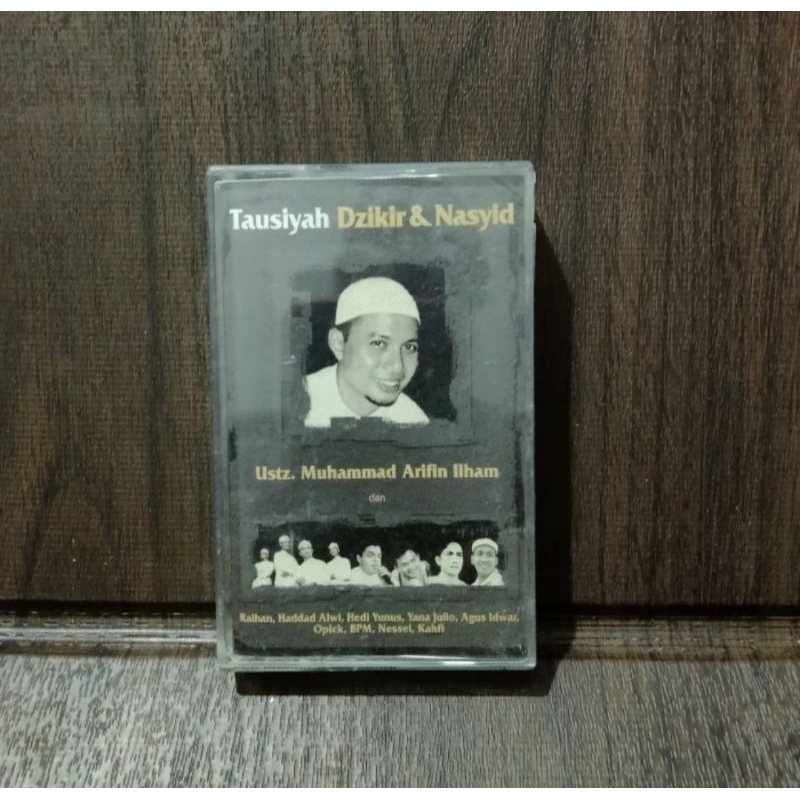 Tausiyah Dzikir & Nasyid
Ustz. Muhammad Arifin Ilham
dan
Raihan, Haddad Alwi, Hedi Yunus, Yana Julio, Agus Idwar,
Opick, BPM, Nessei, Kahfi